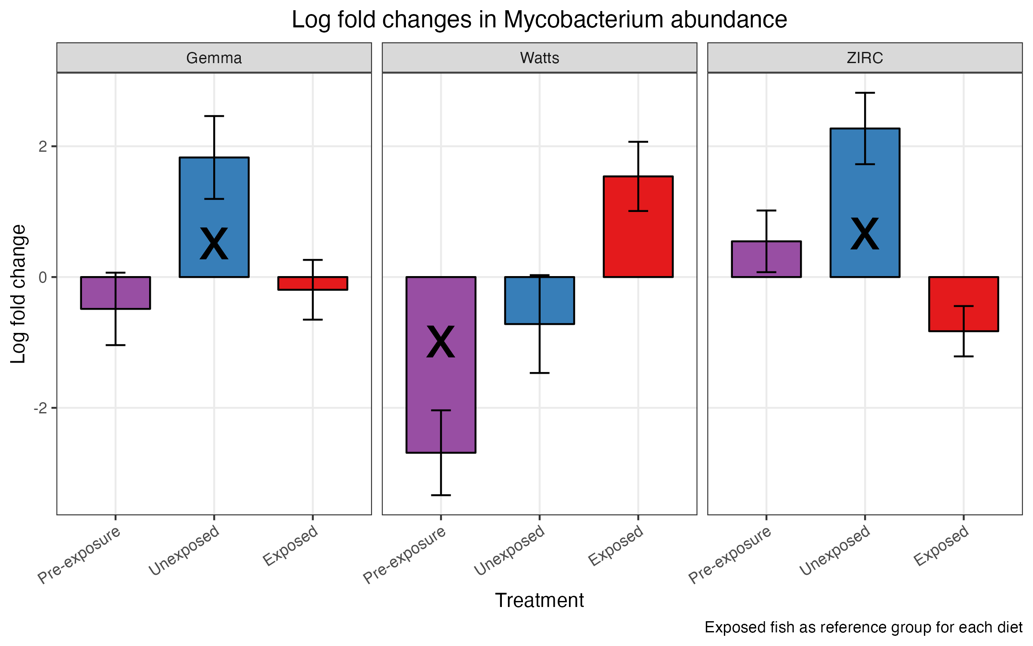 Log fold changes in Mycobacterium abundance
Gemma
Watts
ZIRC
Log fold change
2
0
-2
X
X
X
Pre-exposure
Unexposed
Exposed
Pre-exposure
Unexposed
Exposed
Pre-exposure
Unexposed
Exposed
Treatment
Exposed fish as reference group for each diet